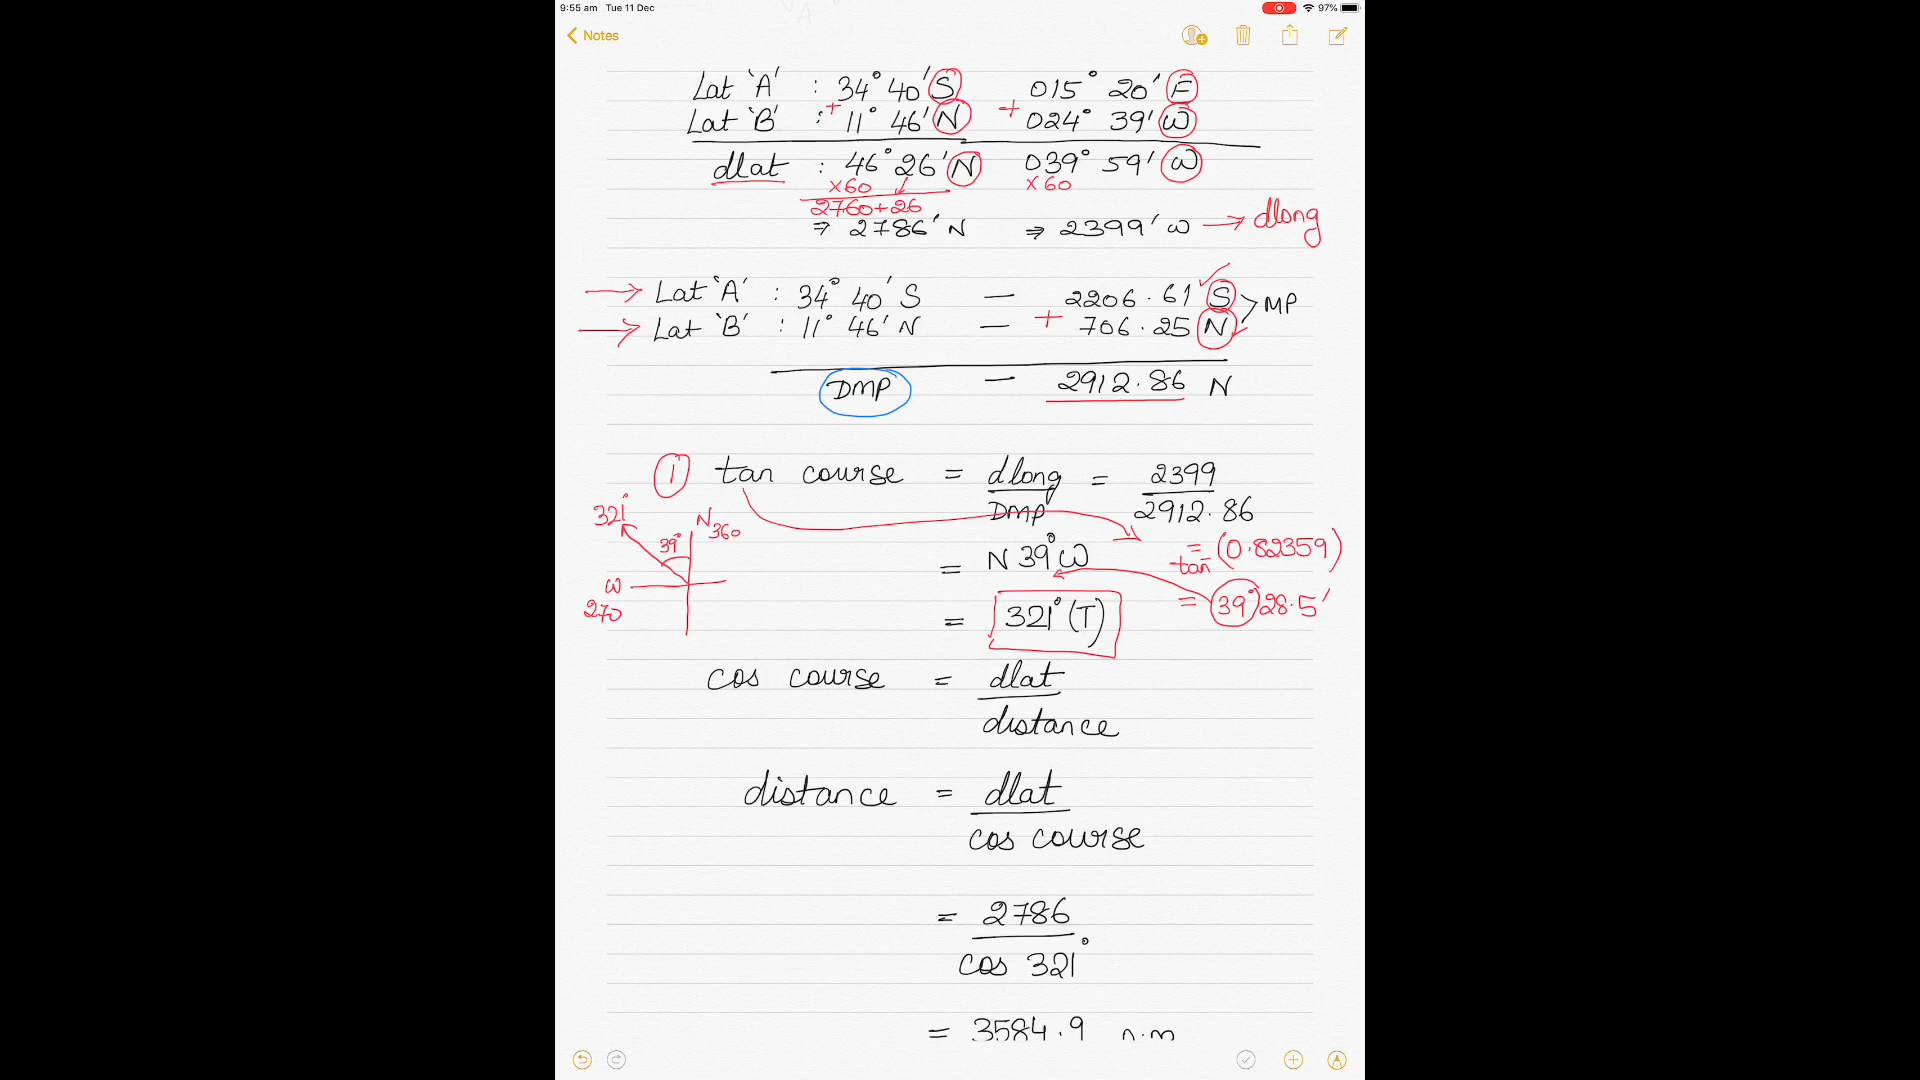 9:55 am Tue 11 Dec 97%
Notes
Lat 'A' : 34° 40' S 015° 20' E
Lat 'B' : + 11° 46' N + 024° 39' W
dlat : 46° 26' N 039° 59' W
×60 ×60
2760+26
⇒ 2786' N ⇒ 2399' W → dlong
→ Lat 'A' : 34° 40' S — 2206.61 S
→ Lat 'B' : 11° 46' N — + 706.25 N > MP
DMP — 2912.86 N
1 tan course = dlong/DMP = 2399/2912.86
321° N 360
39°
W
270
= tan⁻ (0.82359)
= N 39° W
= 39° 28.5'
= 321° (T)
cos course = dlat/distance
distance = dlat/cos course
= 2786/cos 321°
= 3584.9 n.m